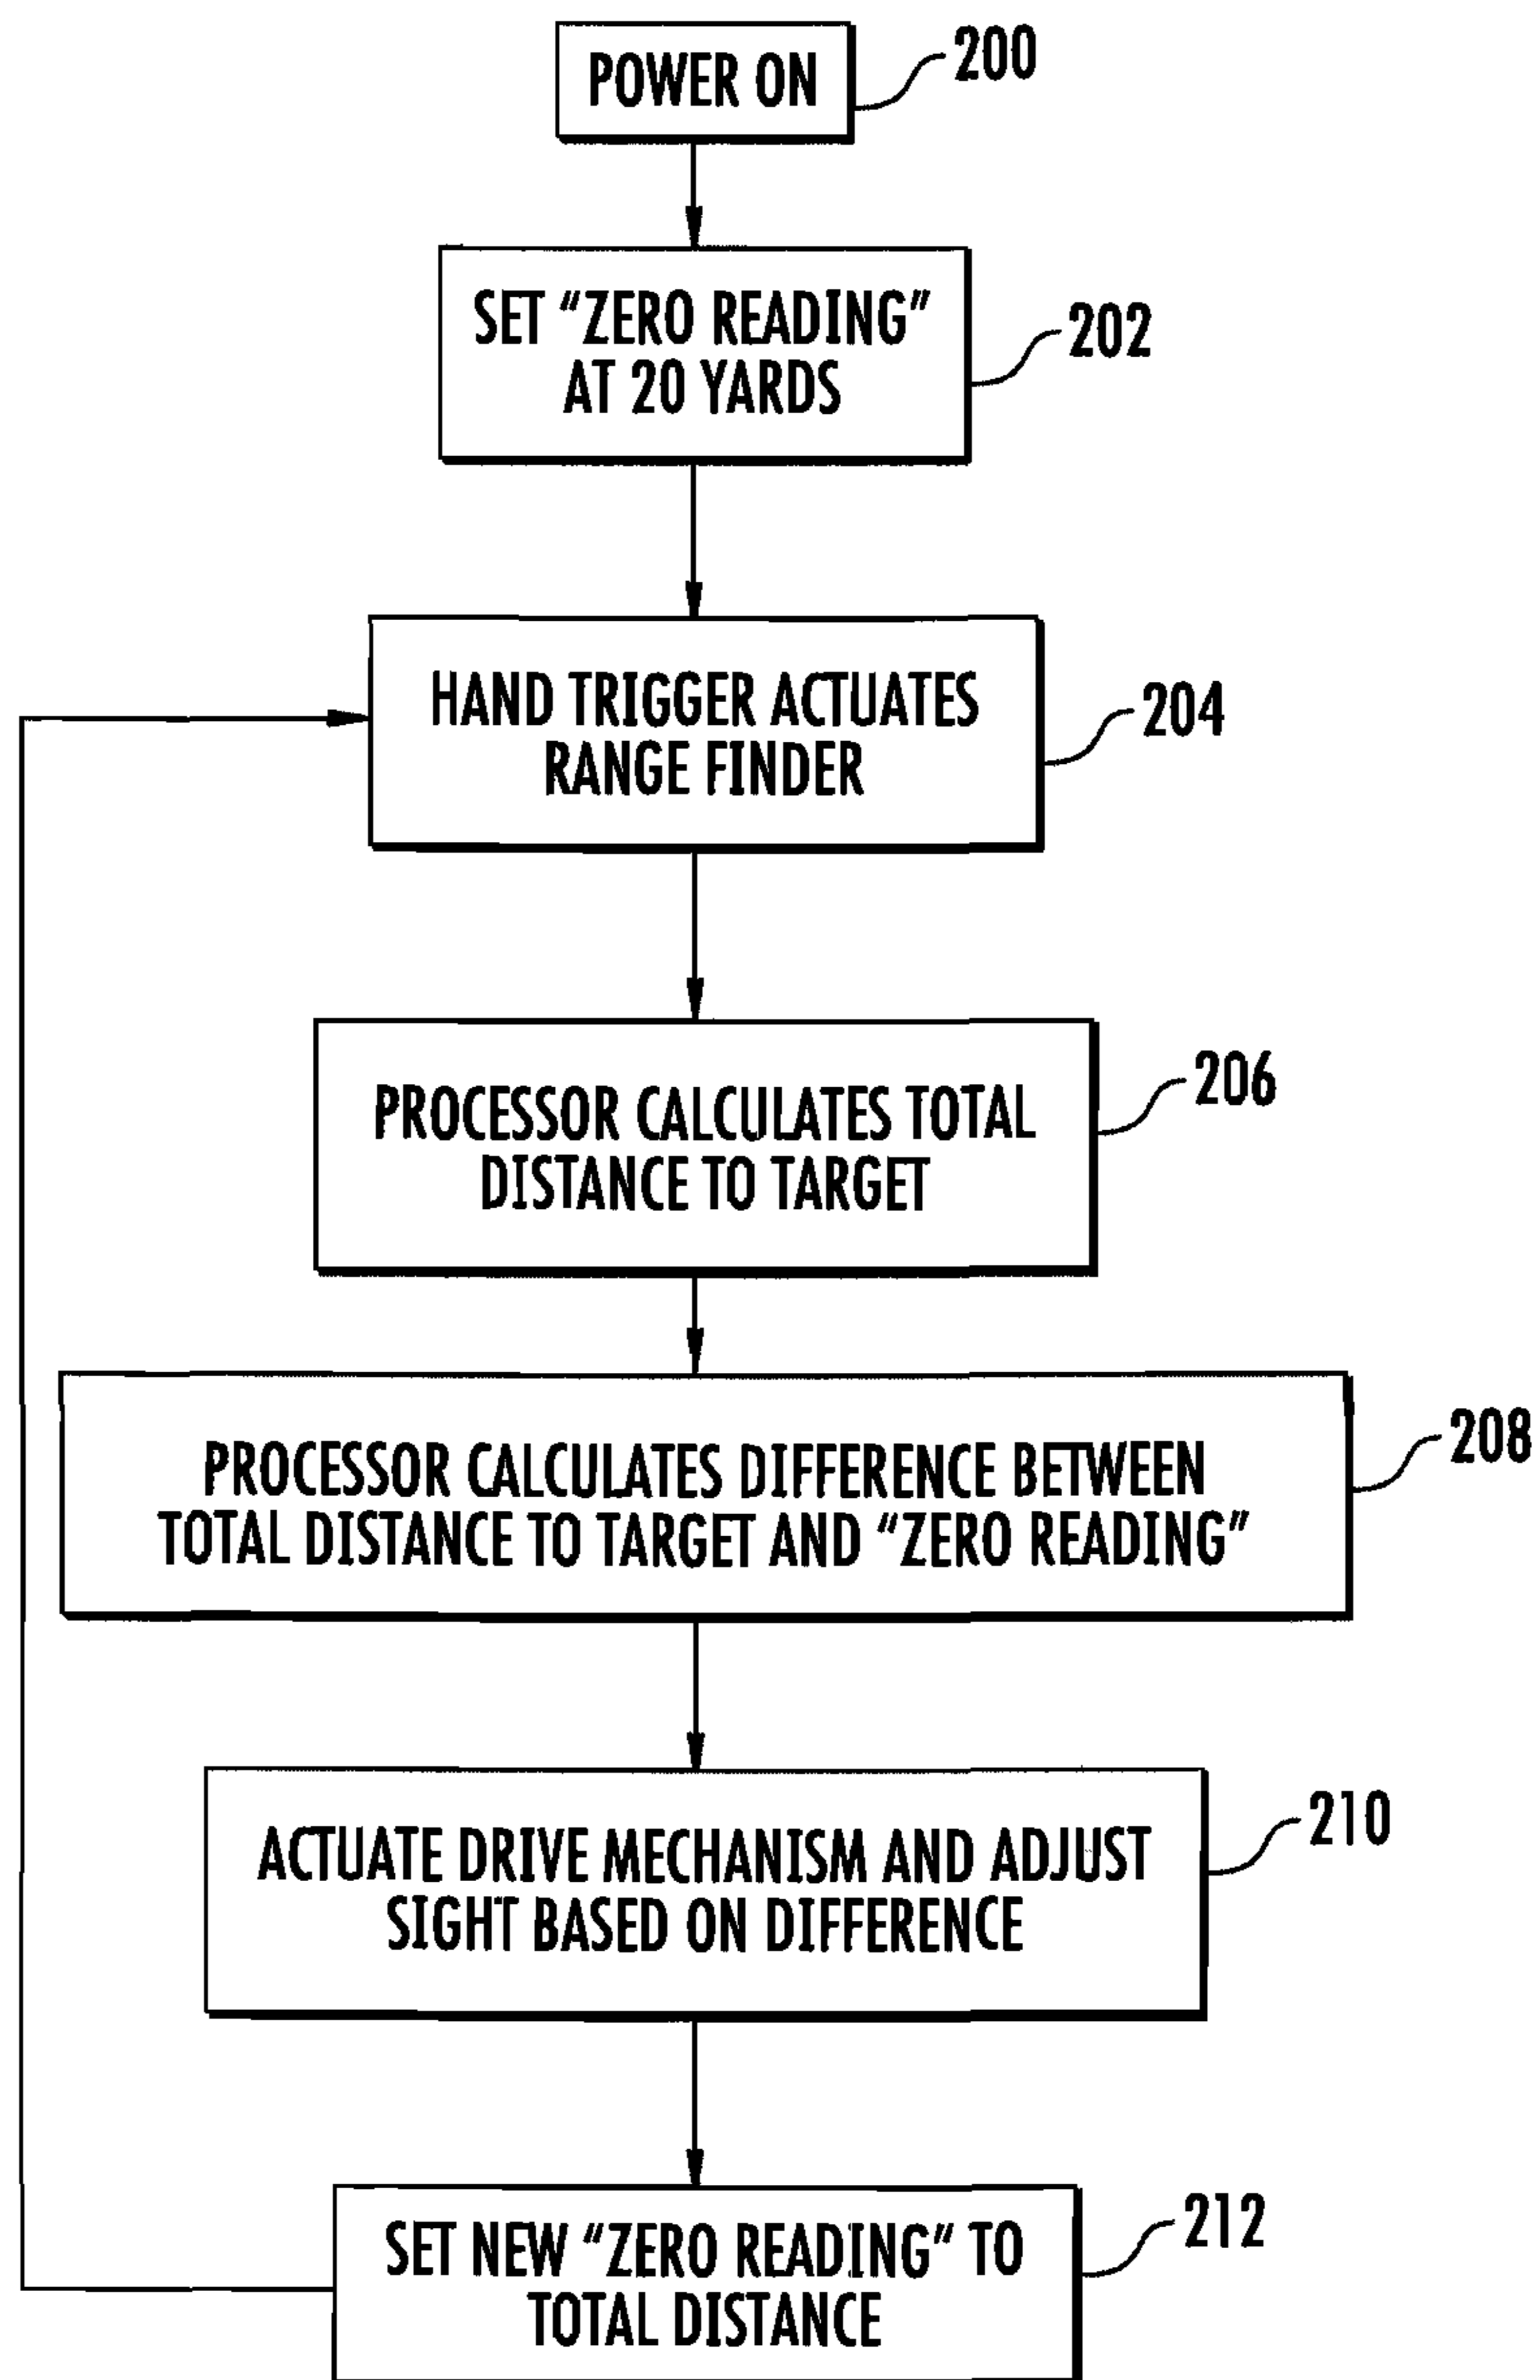 POWER ON
200
SET “ZERO READING”
AT 20 YARDS
202
HAND TRIGGER ACTUATES
RANGE FINDER
204
PROCESSOR CALCULATES TOTAL
DISTANCE TO TARGET
206
PROCESSOR CALCULATES DIFFERENCE BETWEEN
TOTAL DISTANCE TO TARGET AND “ZERO READING”
208
ACTUATE DRIVE MECHANISM AND ADJUST
SIGHT BASED ON DIFFERENCE
210
SET NEW “ZERO READING” TO
TOTAL DISTANCE
212